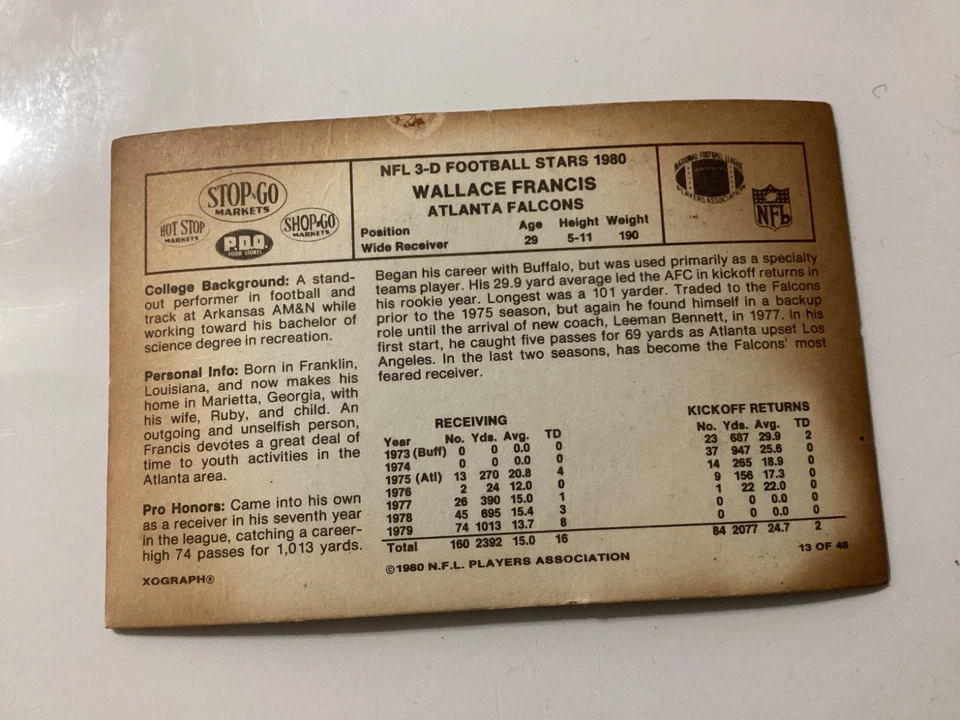 STOP-GO
MARKETS
HOT STOP
MARKETS
SHOP-GO
MARKETS
P.D.Q.
FOOD STORES
NFL 3-D FOOTBALL STARS 1980
WALLACE FRANCIS
ATLANTA FALCONS
Position Age Height Weight
Wide Receiver 29 5-11 190
NATIONAL FOOTBALL LEAGUE
PLAYERS ASSOCIATION
NFL
College Background: A stand-
out performer in football and
track at Arkansas AM&N while
working toward his bachelor of
science degree in recreation.
Personal Info: Born in Franklin,
Louisiana, and now makes his
home in Marietta, Georgia, with
his wife, Ruby, and child. An
outgoing and unselfish person,
Francis devotes a great deal of
time to youth activities in the
Atlanta area.
Pro Honors: Came into his own
as a receiver in his seventh year
in the league, catching a career-
high 74 passes for 1,013 yards.
XOGRAPH®
Began his career with Buffalo, but was used primarily as a specialty
teams player. His 29.9 yard average led the AFC in kickoff returns in
his rookie year. Longest was a 101 yarder. Traded to the Falcons
prior to the 1975 season, but again he found himself in a backup
role until the arrival of new coach, Leeman Bennett, in 1977. In his
first start, he caught five passes for 69 yards as Atlanta upset Los
Angeles. In the last two seasons, has become the Falcons' most
feared receiver.
RECEIVING KICKOFF RETURNS
Year No. Yds. Avg. TD No. Yds. Avg. TD
1973 (Buff) 0 0 0.0 0 23 687 29.9 2
1974 0 0 0.0 0 37 947 25.6 0
1975 (Atl) 13 270 20.8 4 14 265 18.9 0
1976 2 24 12.0 0 9 156 17.3 0
1977 26 390 15.0 1 1 22 22.0 0
1978 45 695 15.4 3 0 0 0.0 0
1979 74 1013 13.7 8 0 0 0.0 0
Total 160 2392 15.0 16 84 2077 24.7 2
©1980 N.F.L. PLAYERS ASSOCIATION
13 OF 48